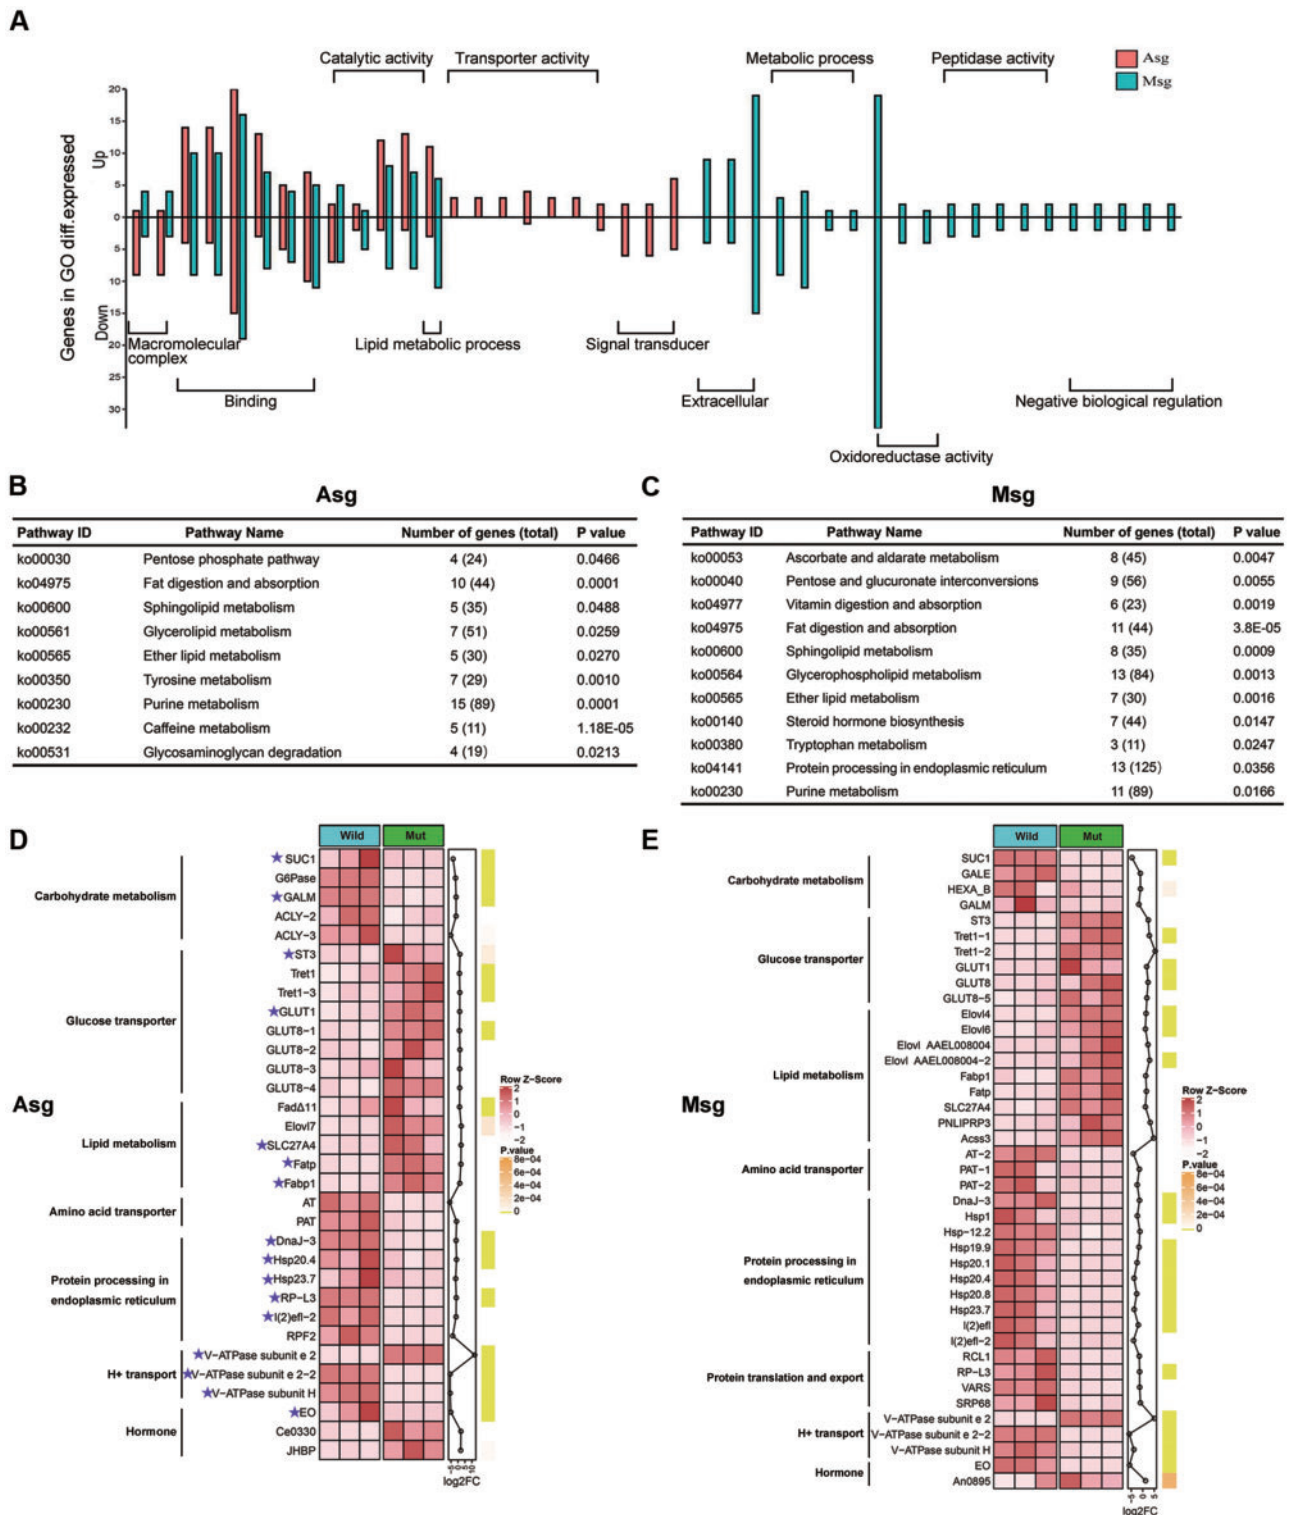 A
Catalytic activity
Transporter activity
Metabolic process
Peptidase activity
Asg
Msg
Genes in GO diff.expressed
Up
Down
20
15
10
5
0
5
10
15
20
25
30
Macromolecular
complex
Lipid metabolic process
Signal transducer
Binding
Extracellular
Negative biological regulation
Oxidoreductase activity
B
Asg
Pathway ID Pathway Name Number of genes (total) P value
ko00030 Pentose phosphate pathway 4 (24) 0.0466
ko04975 Fat digestion and absorption 10 (44) 0.0001
ko00600 Sphingolipid metabolism 5 (35) 0.0488
ko00561 Glycerolipid metabolism 7 (51) 0.0259
ko00565 Ether lipid metabolism 5 (30) 0.0270
ko00350 Tyrosine metabolism 7 (29) 0.0010
ko00230 Purine metabolism 15 (89) 0.0001
ko00232 Caffeine metabolism 5 (11) 1.18E-05
ko00531 Glycosaminoglycan degradation 4 (19) 0.0213
C
Msg
Pathway ID Pathway Name Number of genes (total) P value
ko00053 Ascorbate and aldarate metabolism 8 (45) 0.0047
ko00040 Pentose and glucuronate interconversions 9 (56) 0.0055
ko04977 Vitamin digestion and absorption 6 (23) 0.0019
ko04975 Fat digestion and absorption 11 (44) 3.8E-05
ko00600 Sphingolipid metabolism 8 (35) 0.0009
ko00564 Glycerophospholipid metabolism 13 (84) 0.0013
ko00565 Ether lipid metabolism 7 (30) 0.0016
ko00140 Steroid hormone biosynthesis 7 (44) 0.0147
ko00380 Tryptophan metabolism 3 (11) 0.0247
ko04141 Protein processing in endoplasmic reticulum 13 (125) 0.0356
ko00230 Purine metabolism 11 (89) 0.0166
D
Wild Mut
Asg
Carbohydrate metabolism
★SUC1
G6Pase
★GALM
ACLY-2
ACLY-3
Glucose transporter
★ST3
Tret1
Tret1-3
★GLUT1
GLUT8-1
GLUT8-2
GLUT8-3
GLUT8-4
Lipid metabolism
FadΔ11
Elovl7
★SLC27A4
★Fatp
★Fabp1
Amino acid transporter
AT
PAT
Protein processing in
endoplasmic reticulum
★DnaJ-3
★Hsp20.4
★Hsp23.7
★RP-L3
★l(2)efl-2
RPF2
H+ transport
★V-ATPase subunit e 2
★V-ATPase subunit e 2-2
★V-ATPase subunit H
Hormone
★EO
Ce0330
JHBP
Row Z-Score
2
1
0
-1
-2
P.value
8e-04
6e-04
4e-04
2e-04
0
-5 0 5 10
log2FC
E
Wild Mut
Msg
Carbohydrate metabolism
SUC1
GALE
HEXA_B
GALM
Glucose transporter
ST3
Tret1-1
Tret1-2
GLUT1
GLUT8
GLUT8-5
Lipid metabolism
Elovl4
Elovl6
Elovl AAEL008004
Elovl AAEL008004-2
Fabp1
Fatp
SLC27A4
PNLIPRP3
Acss3
Amino acid transporter
AT-2
PAT-1
PAT-2
Protein processing in
endoplasmic reticulum
DnaJ-3
Hsp1
Hsp-12.2
Hsp19.9
Hsp20.1
Hsp20.4
Hsp20.8
Hsp23.7
l(2)efl
l(2)efl-2
Protein translation and export
RCL1
RP-L3
VARS
SRP68
H+ transport
V-ATPase subunit e 2
V-ATPase subunit e 2-2
V-ATPase subunit H
Hormone
EO
An0895
Row Z-Score
2
1
0
-1
-2
P.value
8e-04
6e-04
4e-04
2e-04
0
-5 0 5
log2FC